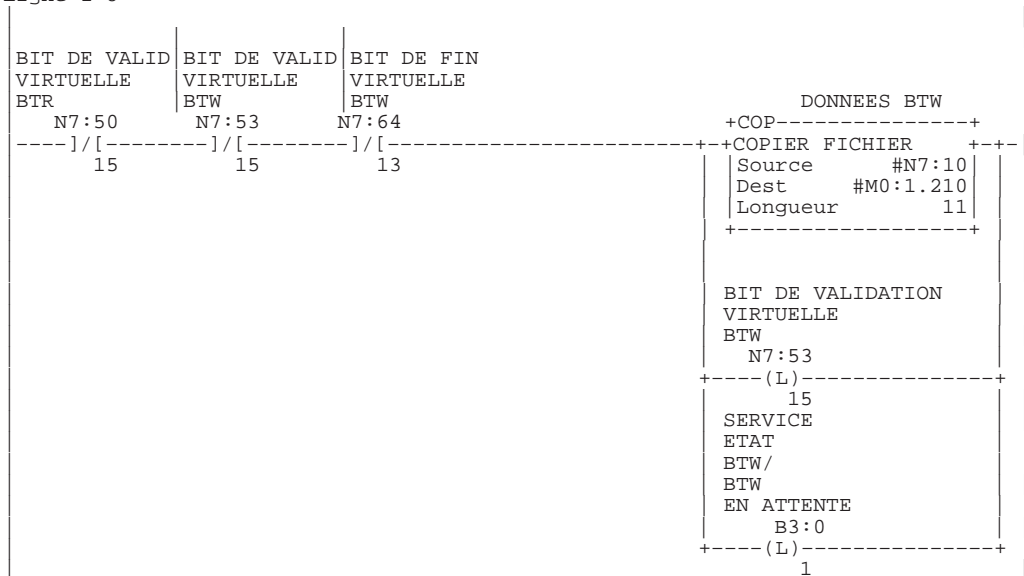 BIT DE VALID|BIT DE VALID|BIT DE FIN
VIRTUELLE |VIRTUELLE |VIRTUELLE
BTR |BTW |BTW DONNEES BTW
N7:50 N7:53 N7:64 +COP---------------+
----]/[--------]/[--------]/[-------------------------+-+COPIER FICHIER +-+-
15 15 13 | |Source #N7:10| |
| |Dest #M0:1.210| |
| |Longueur 11| |
| +------------------+ |
| BIT DE VALIDATION |
| VIRTUELLE |
| BTW |
| N7:53 |
+----(L)---------------+
| 15 |
| SERVICE |
| ETAT |
| BTW/ |
| BTW |
| EN ATTENTE |
| B3:0 |
+----(L)---------------+
1